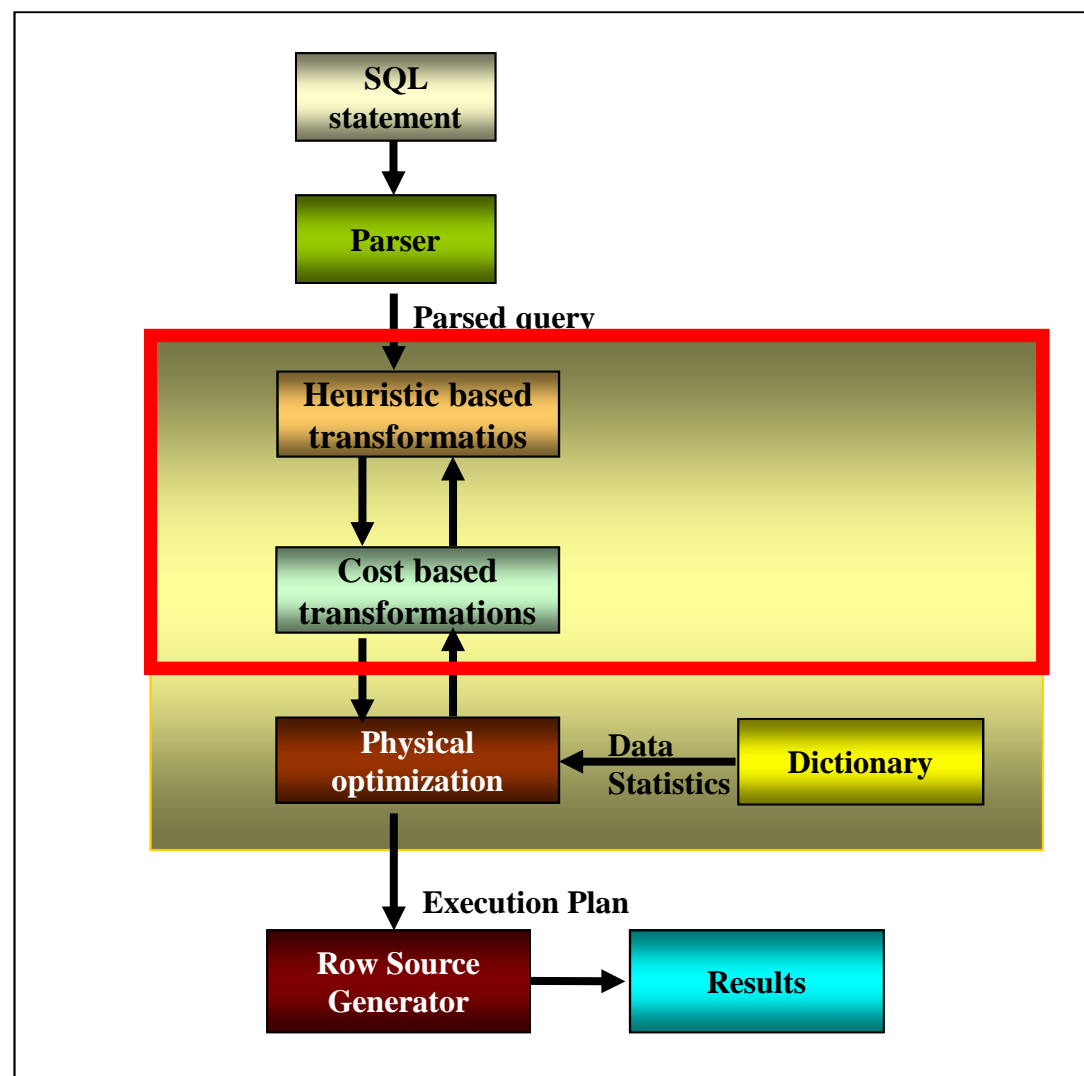 SQL
statement
Parser
Parsed query
Heuristic based
transformatios
Cost based
transformations
Physical
optimization
Data
Statistics
Dictionary
Execution Plan
Row Source
Generator
Results